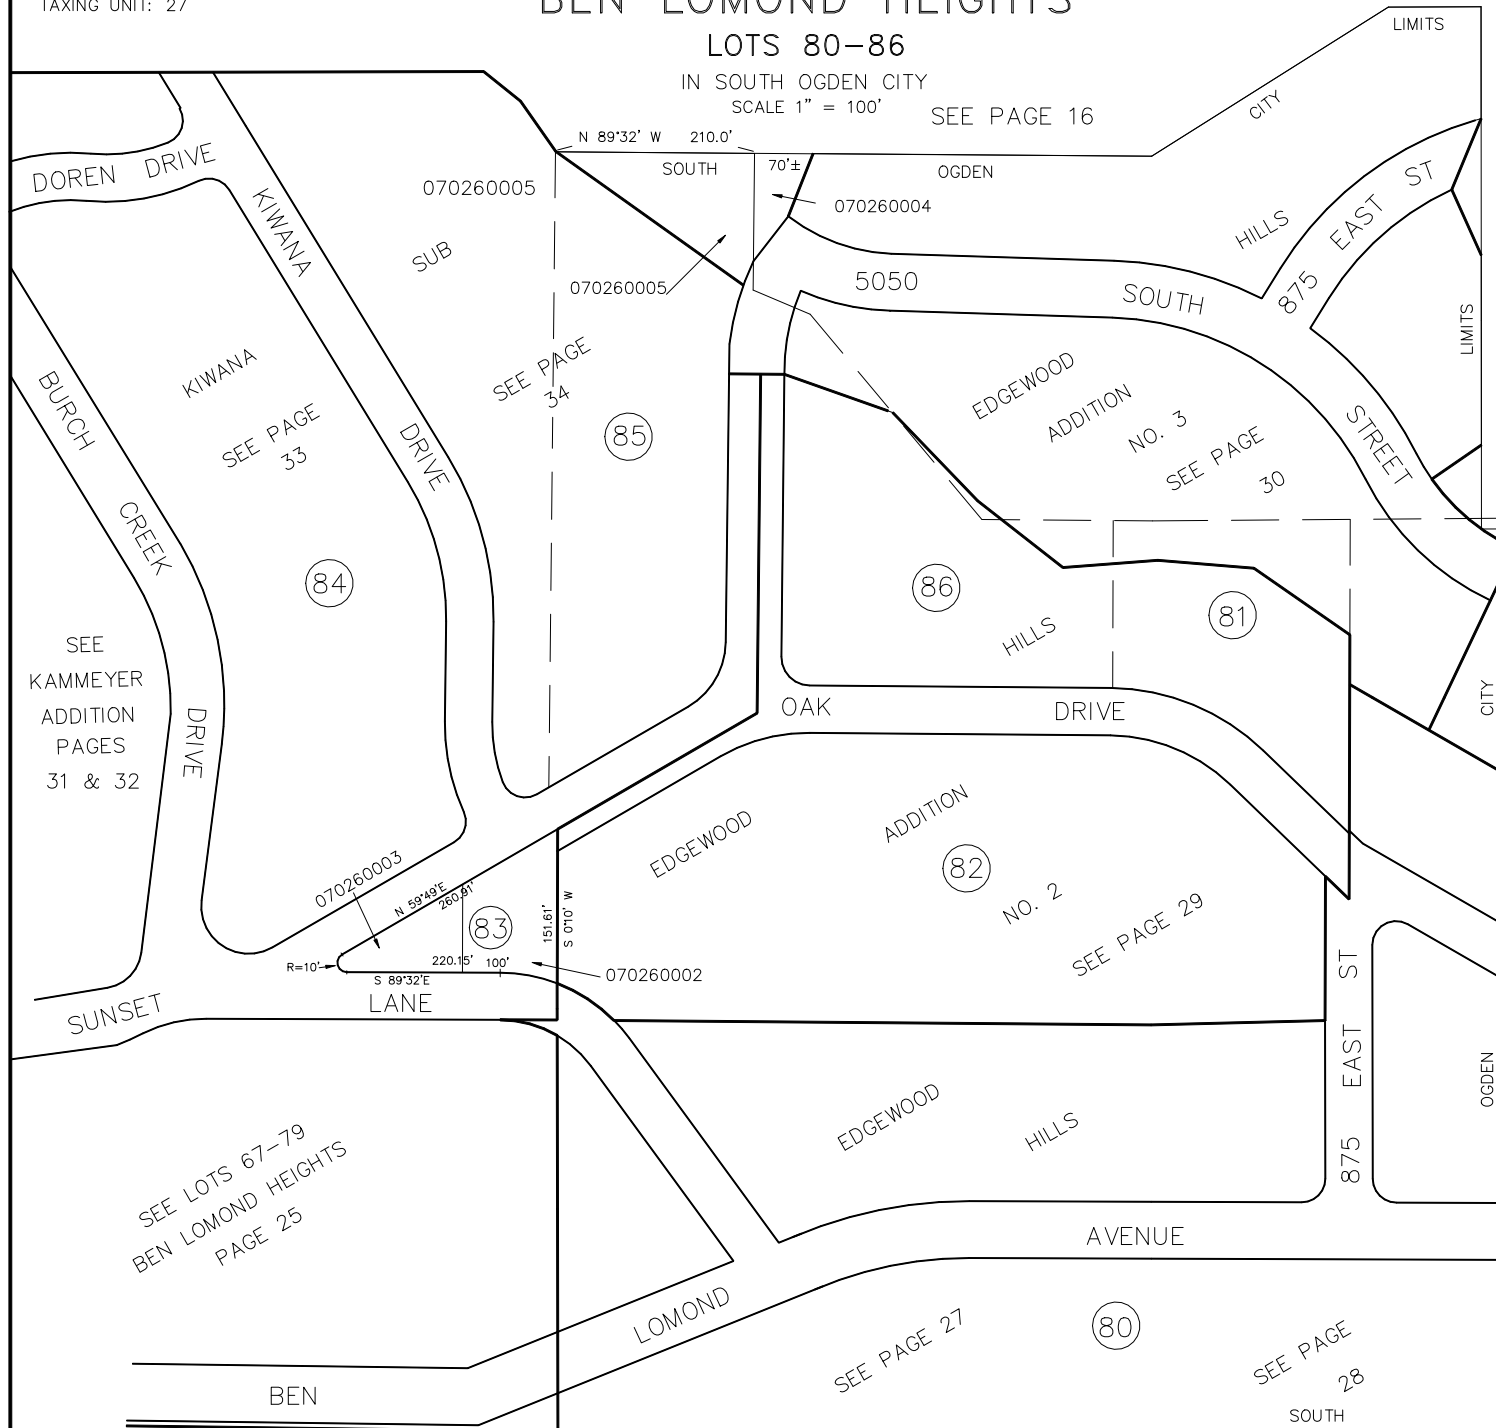 TAXING UNIT: 27
BEN LOMOND HEIGHTS
LOTS 80-86
IN SOUTH OGDEN CITY
SCALE 1" = 100'
SEE PAGE 16
LIMITS
CITY
N 89°32' W 210.0'
SOUTH
70'±
OGDEN
DOREN DRIVE
070260005
070260004
KIWANA
DRIVE
SUB
070260005
HILLS
875 EAST ST
5050
SOUTH
STREET
LIMITS
BURCH
CREEK
DRIVE
KIWANA
SEE PAGE
33
SEE PAGE
34
85
EDGEWOOD
ADDITION
NO. 3
SEE PAGE
30
84
86
81
HILLS
SEE
KAMMEYER
ADDITION
PAGES
31 & 32
OAK
DRIVE
CITY
EDGEWOOD
ADDITION
82
NO. 2
SEE PAGE 29
070260003
N 59°49'E
260.91'
83
151.61'
S 0°10' W
R=10'
220.15'
100'
S 89°32'E
070260002
SUNSET
LANE
875 EAST ST
OGDEN
EDGEWOOD
HILLS
SEE LOTS 67-79
BEN LOMOND HEIGHTS
PAGE 25
BEN
LOMOND
AVENUE
SEE PAGE 27
80
SEE PAGE
28
SOUTH